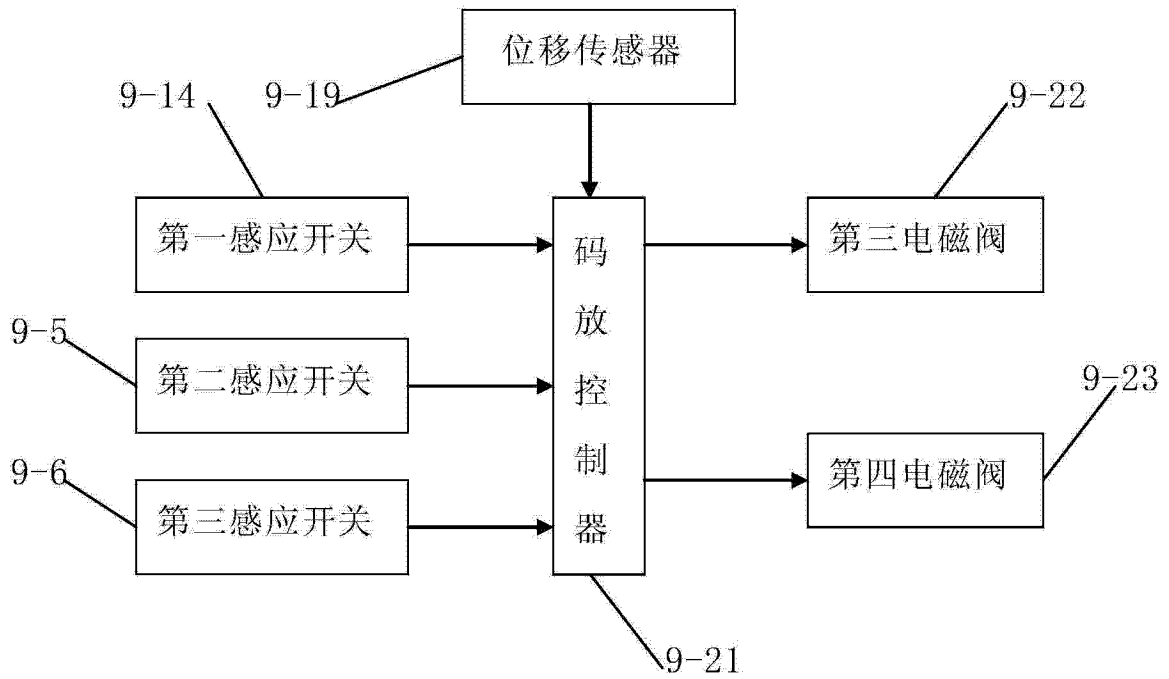 位移传感器
9-14
9-19
9-22
第一感应开关
码放控制器
第三电磁阀
9-5
第二感应开关
9-23
9-6
第三感应开关
第四电磁阀
9-21